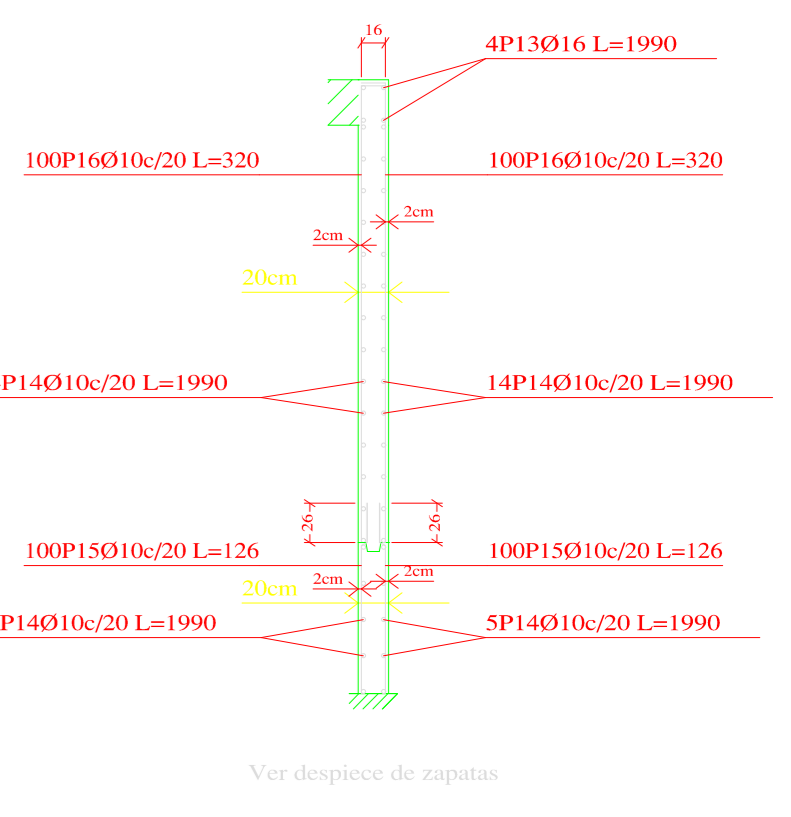 16
4P13Ø16 L=1990
100P16Ø10c/20 L=320
100P16Ø10c/20 L=320
2cm
2cm
20cm
P14Ø10c/20 L=1990
14P14Ø10c/20 L=1990
26
26
100P15Ø10c/20 L=126
100P15Ø10c/20 L=126
2cm
2cm
20cm
P14Ø10c/20 L=1990
5P14Ø10c/20 L=1990
Ver despiece de zapatas